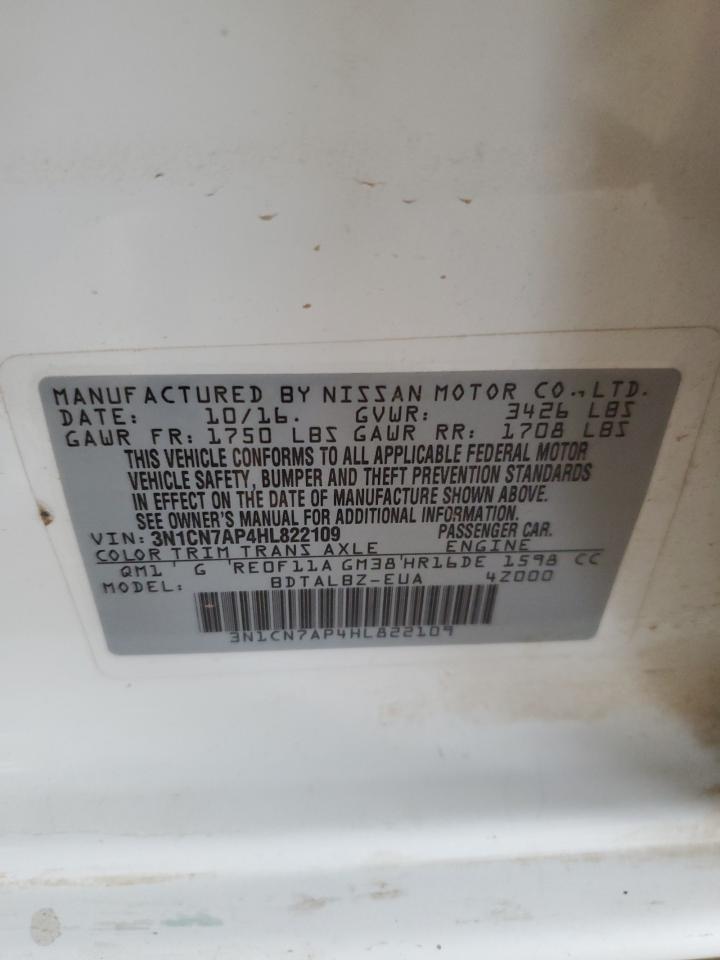 MANUFACTURED BY NISSAN MOTOR CO.,LTD.
DATE: 10/16. GVWR: 3426 LBS
GAWR FR: 1750 LBS GAWR RR: 1708 LBS
THIS VEHICLE CONFORMS TO ALL APPLICABLE FEDERAL MOTOR
VEHICLE SAFETY, BUMPER AND THEFT PREVENTION STANDARDS
IN EFFECT ON THE DATE OF MANUFACTURE SHOWN ABOVE.
SEE OWNER'S MANUAL FOR ADDITIONAL INFORMATION.
VIN: 3N1CN7AP4HL822109 PASSENGER CAR.
COLOR TRIM TRANS AXLE ENGINE
QM1 ' G 'RE0F11A GM38'HR16DE 1598 CC
MODEL: BDTALBZ-EUA 4Z000
3N1CN7AP4HL822109